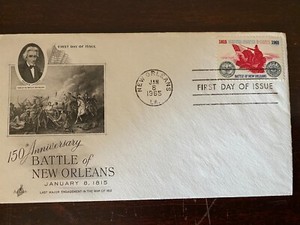 FIRST DAY OF ISSUE
150th Anniversary
BATTLE of
NEW ORLEANS
JANUARY 8, 1815
LAST MAJOR ENGAGEMENT IN THE WAR OF 1812
NEW ORLEANS
JAN
8
1965
LA.
1815
1965
BATTLE OF NEW ORLEANS
FIRST DAY OF ISSUE